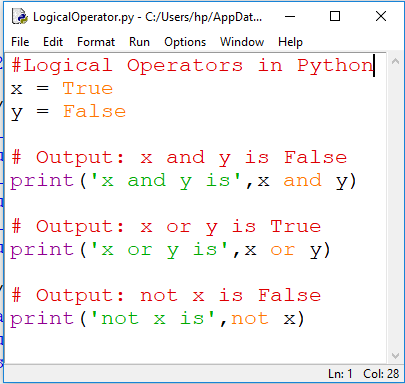 LogicalOperator.py - C:/Users/hp/AppDat...
File Edit Format Run Options Window Help
#Logical Operators in Python
x = True
y = False
# Output: x and y is False
print('x and y is',x and y)
# Output: x or y is True
print('x or y is',x or y)
# Output: not x is False
print('not x is',not x)
Ln: 1 Col: 28